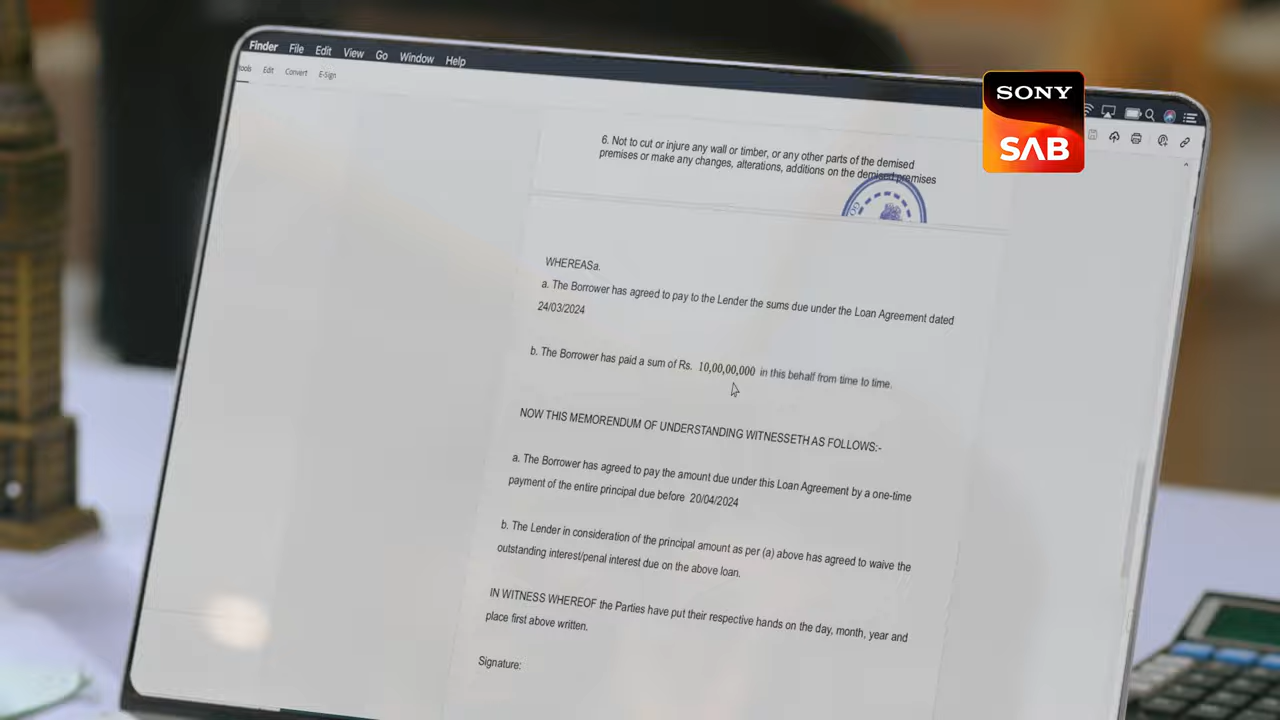 Finder File Edit View Go Window Help
Edit Convert E-Sign
SONY
SAB
6. Not to cut or injure any wall or timber, or any other parts of the demised
premises or make any changes, alterations, additions on the demised premises
WHEREASa.
a. The Borrower has agreed to pay to the Lender the sums due under the Loan Agreement dated
24/03/2024
b. The Borrower has paid a sum of Rs. 10,00,00,000 in this behalf from time to time.
NOW THIS MEMORENDUM OF UNDERSTANDING WITNESSETH AS FOLLOWS:-
a. The Borrower has agreed to pay the amount due under this Loan Agreement by a one-time
payment of the entire principal due before 20/04/2024
b. The Lender in consideration of the principal amount as per (a) above has agreed to waive the
outstanding interest/penal interest due on the above loan.
IN WITNESS WHEREOF the Parties have put their respective hands on the day, month, year and
place first above written.
Signature: